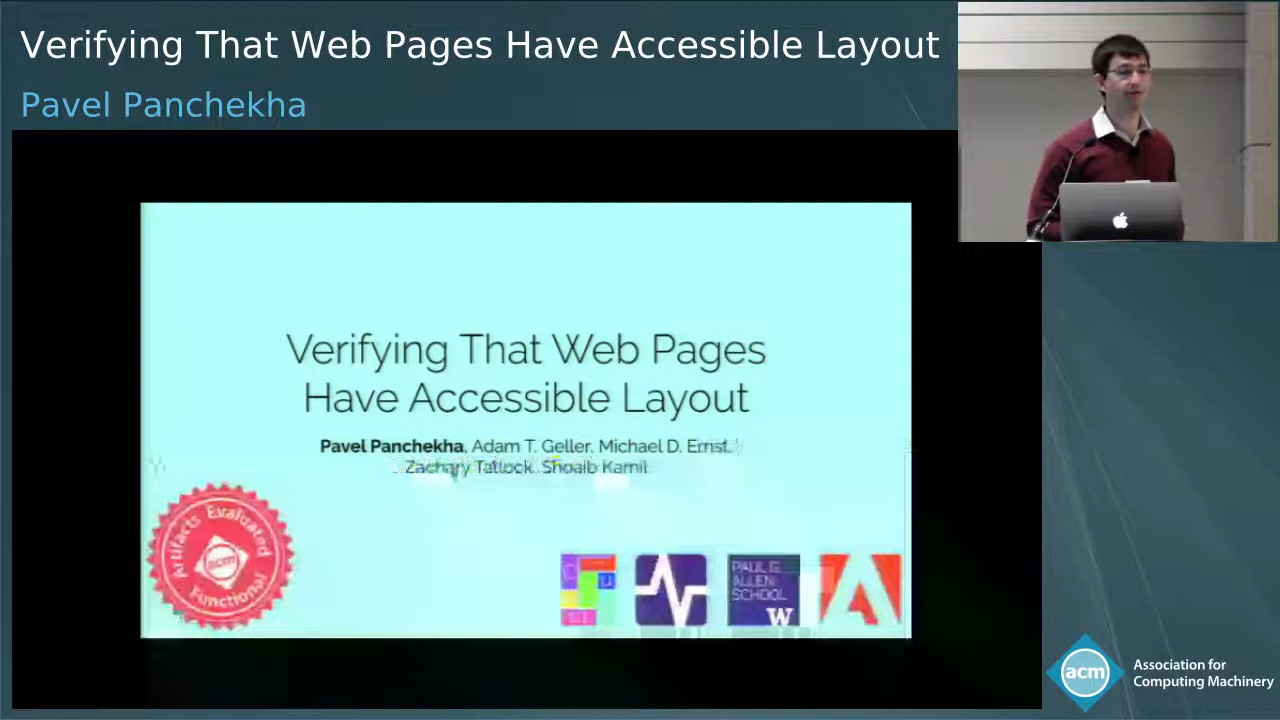 Verifying That Web Pages Have Accessible Layout
Pavel Panchekha
Verifying That Web Pages
Have Accessible Layout
Pavel Panchekha, Adam T. Geller, Michael D. Ernst,
Zachary Tatlock, Shoaib Kamil
Artifacts Evaluated
acm
Functional
PAUL G.
ALLEN
SCHOOL
W
acm
Association for
Computing Machinery